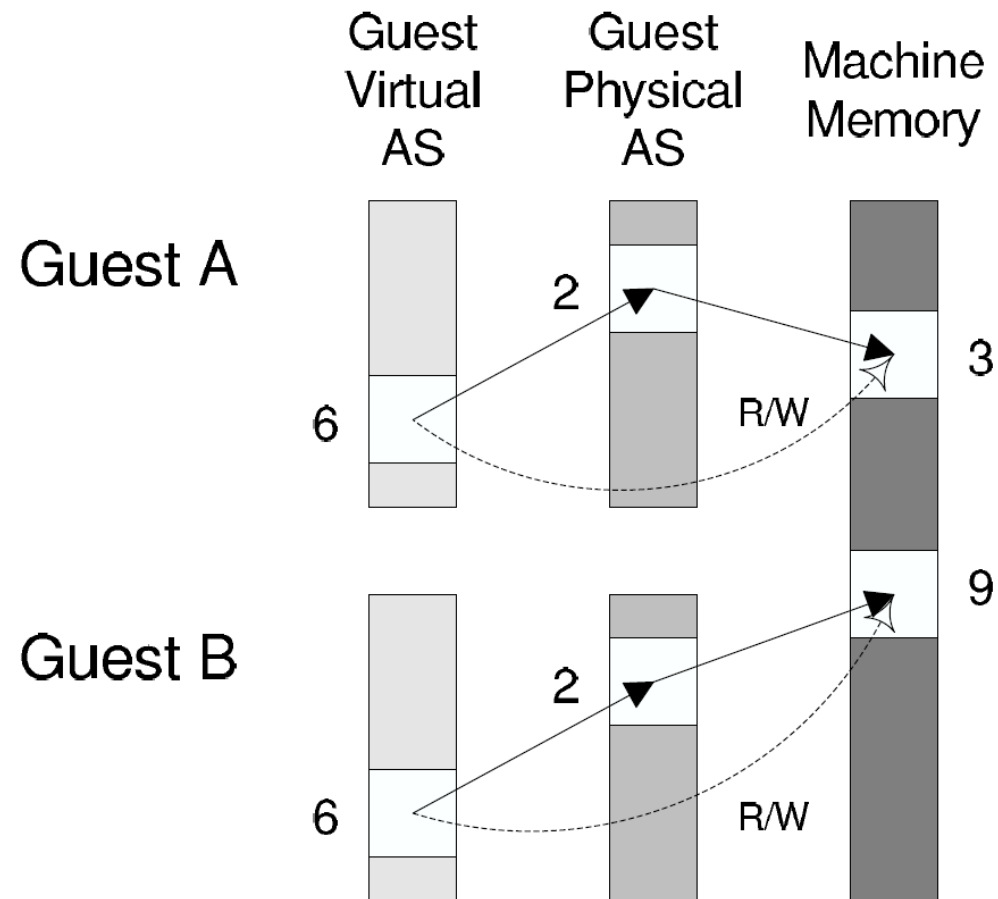 Guest
Virtual
AS
Guest
Physical
AS
Machine
Memory
Guest A
2
3
6
R/W
9
Guest B
2
6
R/W